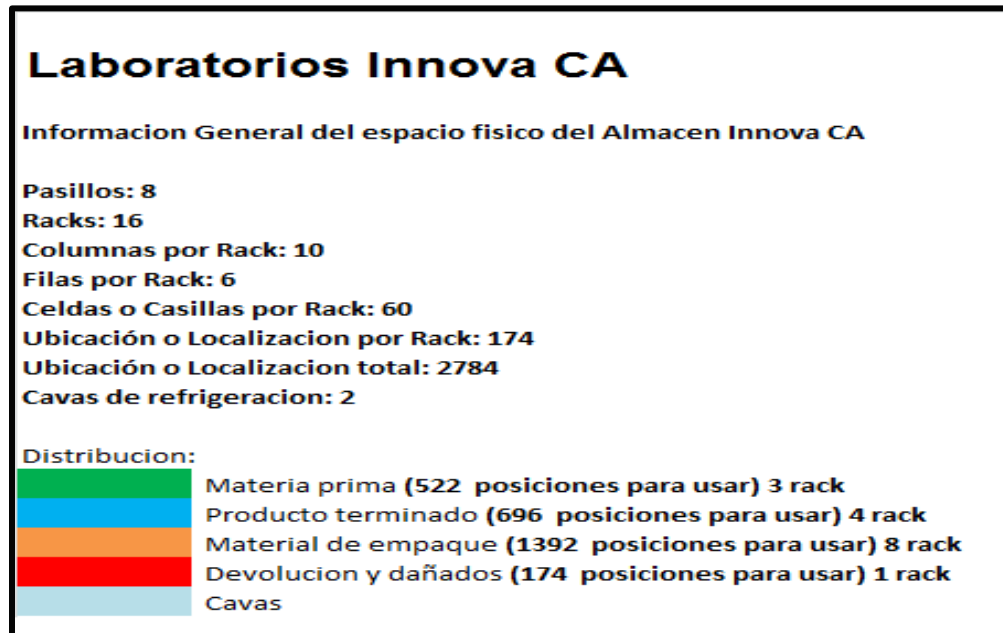 Laboratorios Innova CA
Informacion General del espacio fisico del Almacen Innova CA
Pasillos: 8
Racks: 16
Columnas por Rack: 10
Filas por Rack: 6
Celdas o Casillas por Rack: 60
Ubicación o Localizacion por Rack: 174
Ubicación o Localizacion total: 2784
Cavas de refrigeracion: 2
Distribucion:
Materia prima (522 posiciones para usar) 3 rack
Producto terminado (696 posiciones para usar) 4 rack
Material de empaque (1392 posiciones para usar) 8 rack
Devolucion y dañados (174 posiciones para usar) 1 rack
Cavas